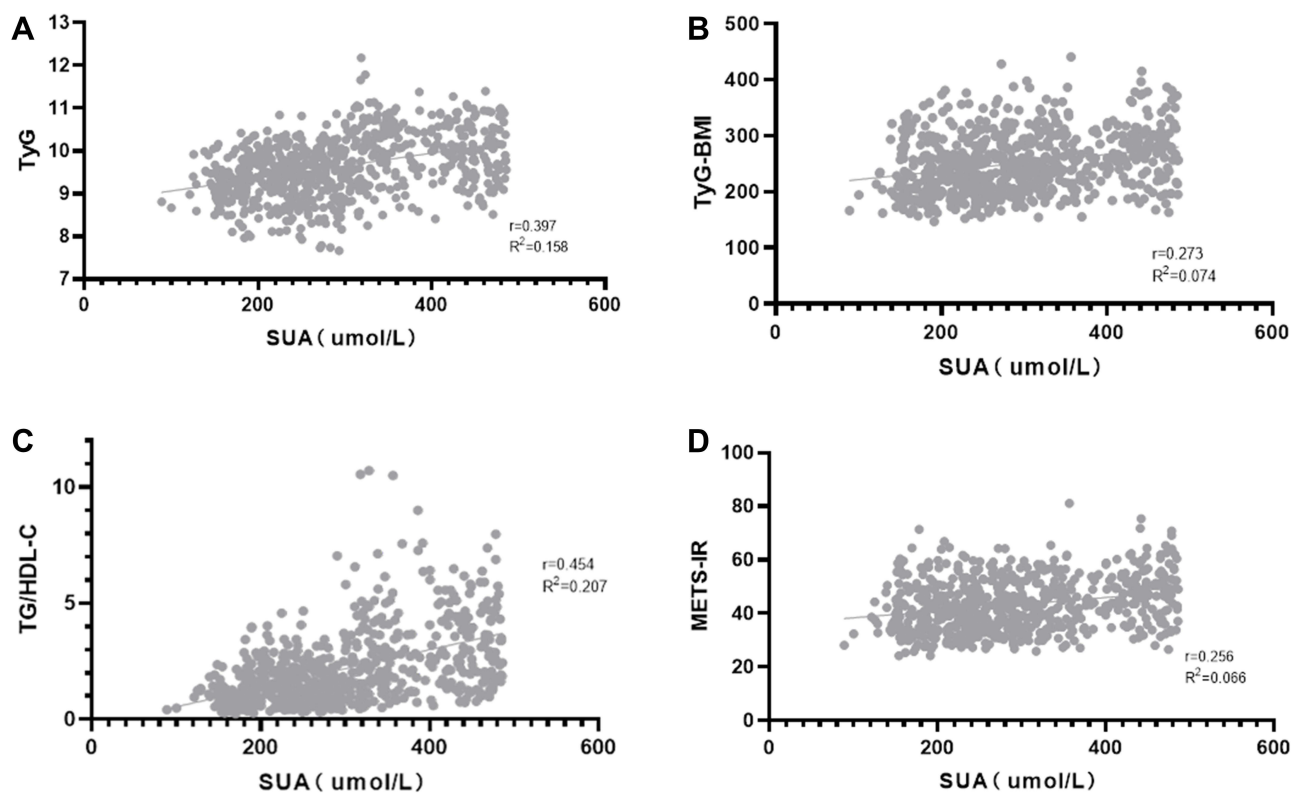 A
13
12
11
10
9
8
7
TyG
r=0.397
R²=0.158
0
200
400
600
SUA（ umol/L）
B
500
400
300
200
100
0
TyG-BMI
r=0.273
R²=0.074
0
200
400
600
SUA（ umol/L）
C
10
5
0
TG/HDL-C
r=0.454
R²=0.207
0
200
400
600
SUA（ umol/L）
D
100
80
60
40
20
0
METS-IR
r=0.256
R²=0.066
0
200
400
600
SUA（ umol/L）